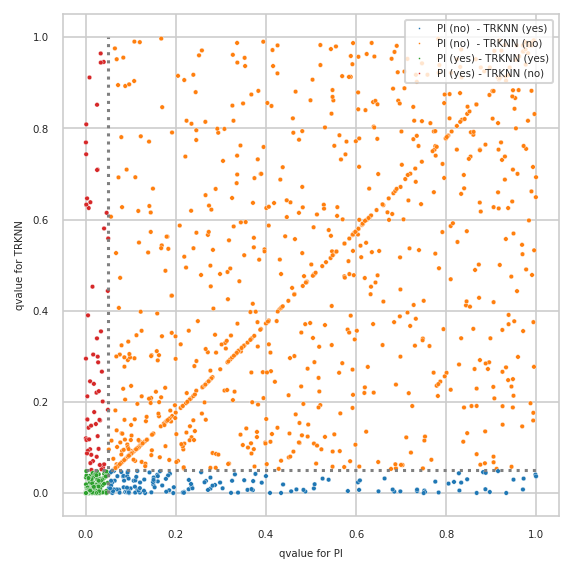 PI (no) - TRKNN (yes)
PI (no) - TRKNN (no)
PI (yes) - TRKNN (yes)
PI (yes) - TRKNN (no)
1.0
0.8
0.6
0.4
0.2
0.0
qvalue for TRKNN
0.0 0.2 0.4 0.6 0.8 1.0
qvalue for PI